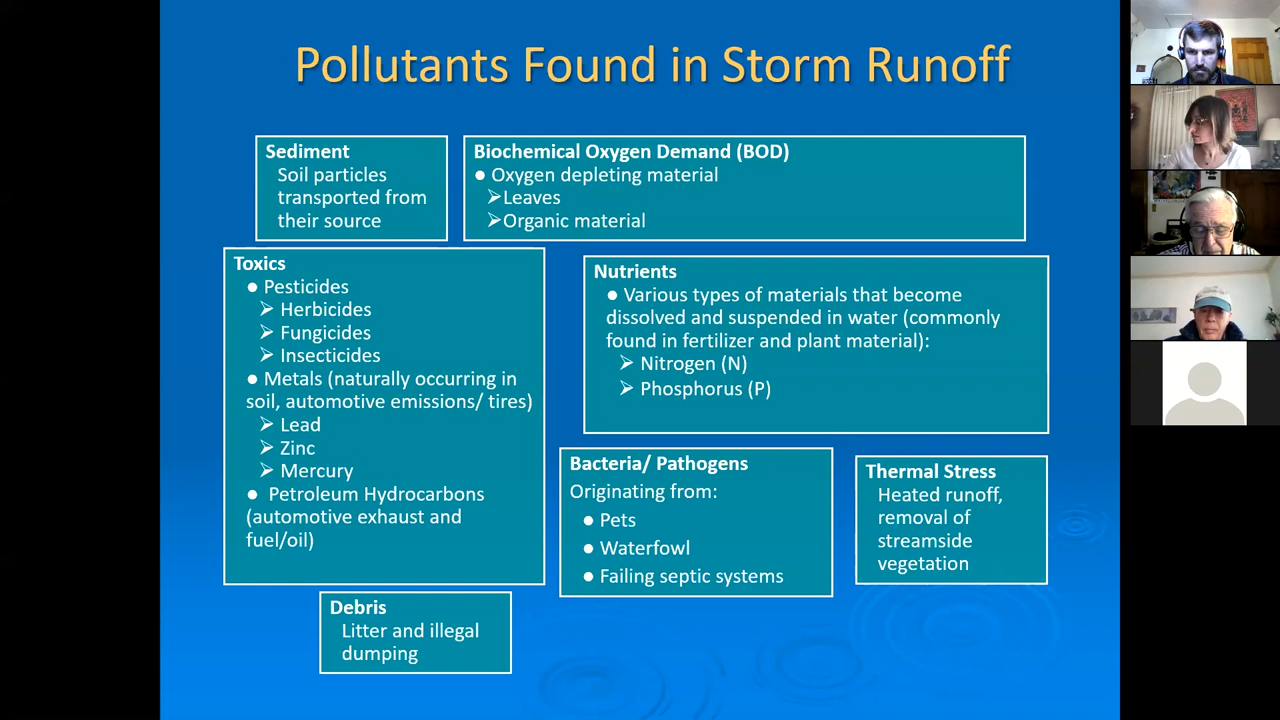 Pollutants Found in Storm Runoff
Sediment
Soil particles
transported from
their source
Biochemical Oxygen Demand (BOD)
● Oxygen depleting material
➢Leaves
➢Organic material
Toxics
● Pesticides
➢ Herbicides
➢ Fungicides
➢ Insecticides
● Metals (naturally occurring in
soil, automotive emissions/ tires)
➢ Lead
➢ Zinc
➢ Mercury
● Petroleum Hydrocarbons
(automotive exhaust and
fuel/oil)
Nutrients
● Various types of materials that become
dissolved and suspended in water (commonly
found in fertilizer and plant material):
➢ Nitrogen (N)
➢ Phosphorus (P)
Bacteria/ Pathogens
Originating from:
● Pets
● Waterfowl
● Failing septic systems
Thermal Stress
Heated runoff,
removal of
streamside
vegetation
Debris
Litter and illegal
dumping